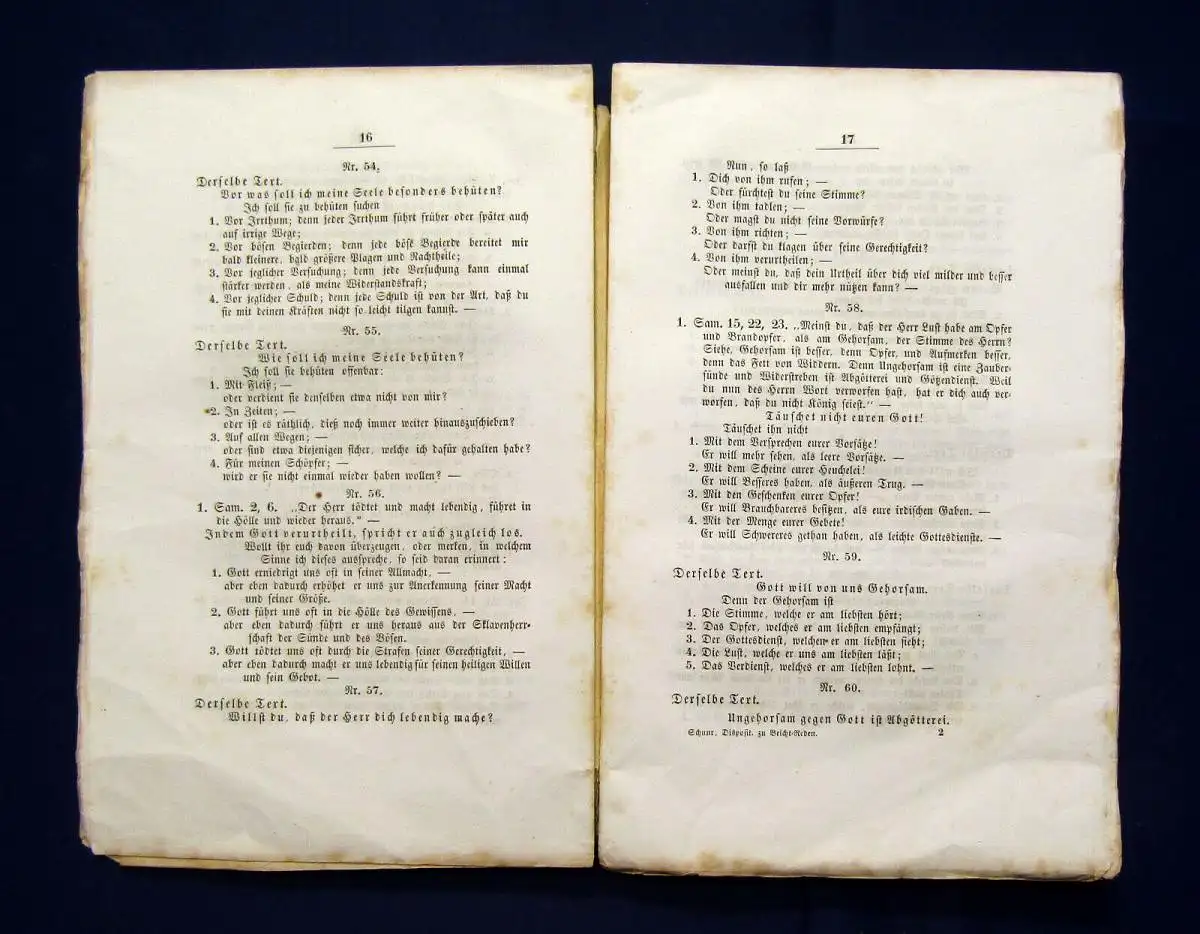 16
Nr. 54.
Derselbe Text.
Vor was soll ich meine Seele besonders behüten?
Ich soll sie zu behüten suchen
1. Vor Irrthum; denn jeder Irrthum führt früher oder später auch
auf irrige Wege;
2. Vor bösen Begierden; denn jede böse Begierde bereitet mir
bald kleinere, bald größere Plagen und Nachtheile;
3. Vor jeglicher Versuchung; denn jede Versuchung kann einmal
stärker werden, als meine Widerstandskraft;
4. Vor jeglicher Schuld; denn jede Schuld ist von der Art, daß du
sie mit deinen Kräften nicht so leicht tilgen kannst. —
Nr. 55.
Derselbe Text.
Wie soll ich meine Seele behüten?
Ich soll sie behüten offenbar:
1. Mit Fleiß; —
oder verdient sie denselben etwa nicht von mir?
2. In Zeiten; —
oder ist es räthlich, dieß noch immer weiter hinauszuschieben?
3. Auf allen Wegen; —
oder sind etwa diejenigen sicher, welche ich dafür gehalten habe?
4. Für meinen Schöpfer; —
wird er sie nicht einmal wieder haben wollen? —
Nr. 56.
1. Sam. 2, 6. „Der Herr tödtet und macht lebendig, führet in
die Hölle und wieder heraus.“ —
Indem Gott verurtheilt, spricht er auch zugleich los.
Wollt ihr euch davon überzeugen, oder merken, in welchem
Sinne ich dieses ausspreche, so seid daran erinnert:
1. Gott erniedrigt uns oft in seiner Allmacht, —
aber eben dadurch erhöhet er uns zur Anerkennung seiner Macht
und seiner Größe.
2. Gott führt uns oft in die Hölle des Gewissens, —
aber eben dadurch führt er uns heraus aus der Sklavenherr-
schaft der Sünde und des Bösen.
3. Gott tödtet uns oft durch die Strafen seiner Gerechtigkeit, —
aber eben dadurch macht er uns lebendig für seinen heiligen Willen
und sein Gebot. —
Nr. 57.
Derselbe Text.
Willst du, daß der Herr dich lebendig mache?
17
Nun, so laß
1. Dich von ihm rufen; —
Oder fürchtest du seine Stimme?
2. Von ihm tadlen; —
Oder magst du nicht seine Vorwürfe?
3. Von ihm richten; —
Oder darfst du klagen über seine Gerechtigkeit?
4. Von ihm verurtheilen; —
Oder meinst du, daß dein Urtheil über dich viel milder und besser
ausfallen und dir mehr nützen kann? —
Nr. 58.
1. Sam. 15, 22, 23. „Meinst du, daß der Herr Lust habe am Opfer
und Brandopfer, als am Gehorsam, der Stimme des Herrn?
Siehe, Gehorsam ist besser, denn Opfer, und Aufmerken besser,
denn das Fett von Widdern. Denn Ungehorsam ist eine Zauber-
sünde und Widerstreben ist Abgötterei und Götzendienst. Weil
du nun des Herrn Wort verworfen hast, hat er dich auch ver-
worfen, daß du nicht König seiest.“ —
Täuschet nicht euren Gott!
Täuschet ihn nicht
1. Mit dem Versprechen eurer Vorsätze!
Er will mehr sehen, als leere Vorsätze. —
2. Mit dem Scheine eurer Heuchelei!
Er will Besseres haben, als äußeren Trug. —
3. Mit den Geschenken eurer Opfer!
Er will Brauchbareres besitzen, als eure irdischen Gaben. —
4. Mit der Menge eurer Gebete!
Er will Schwereres gethan haben, als leichte Gottesdienste. —
Nr. 59.
Derselbe Text.
Gott will von uns Gehorsam.
Denn der Gehorsam ist
1. Die Stimme, welche er am liebsten hört;
2. Das Opfer, welches er am liebsten empfängt;
3. Der Gottesdienst, welchen er am liebsten sieht;
4. Die Lust, welche er uns am liebsten läßt;
5. Das Verdienst, welches er am liebsten lohnt. —
Nr. 60.
Derselbe Text.
Ungehorsam gegen Gott ist Abgötterei.
Schnur, Disposit. zu Beicht-Reden. 2